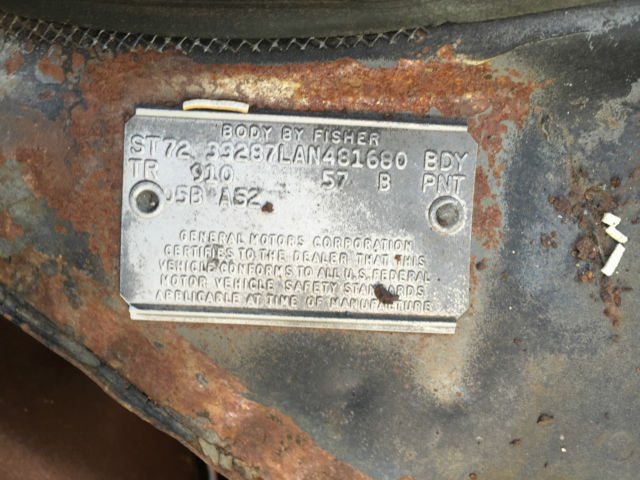 BODY BY FISHER
ST72 39287LAN481680 BDY
TR 910 57 B PNT
05B A52
GENERAL MOTORS CORPORATION
CERTIFIES TO THE DEALER THAT THIS
VEHICLE CONFORMS TO ALL U.S. FEDERAL
MOTOR VEHICLE SAFETY STANDARDS
APPLICABLE AT TIME OF MANUFACTURE